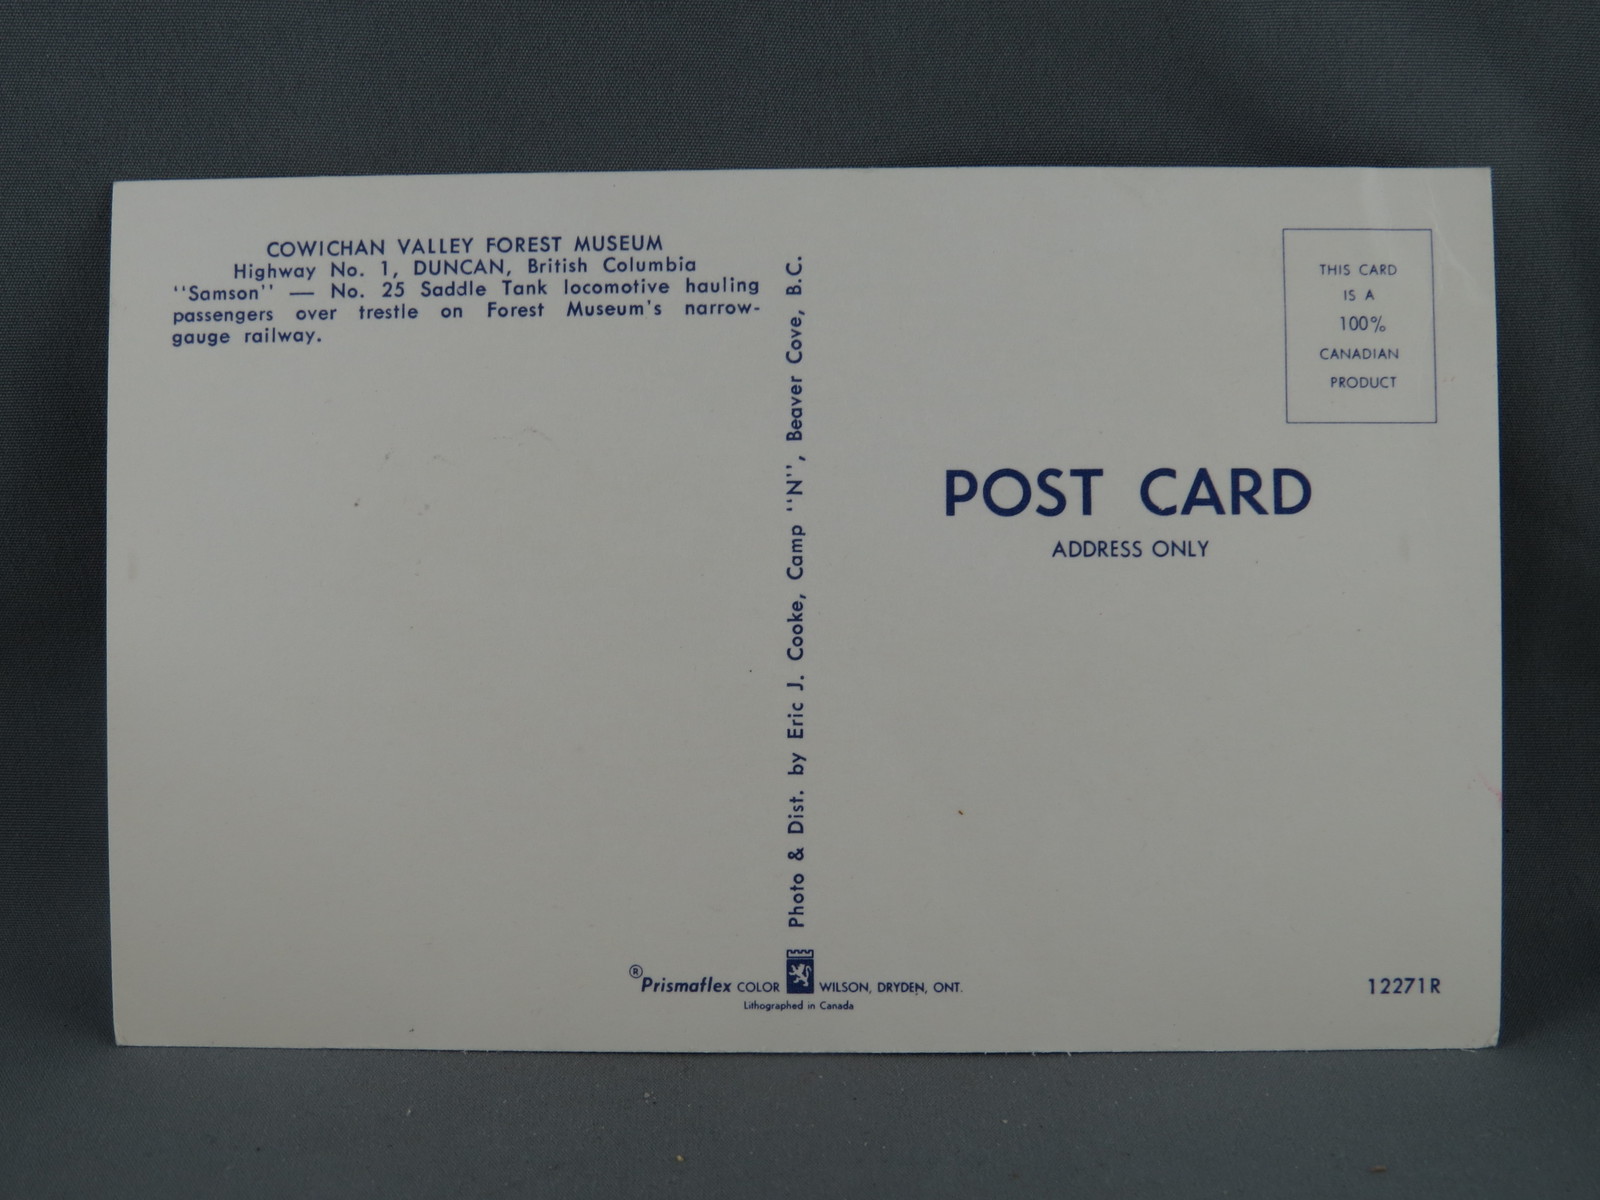 COWICHAN VALLEY FOREST MUSEUM
Highway No. 1, DUNCAN, British Columbia
"Samson" — No. 25 Saddle Tank locomotive hauling
passengers over trestle on Forest Museum's narrow-
gauge railway.
Photo & Dist. by Eric J. Cooke, Camp "N", Beaver Cove, B.C.
THIS CARD
IS A
100%
CANADIAN
PRODUCT
POST CARD
ADDRESS ONLY
®Prismaflex COLOR WILSON, DRYDEN, ONT.
Lithographed in Canada
12271R